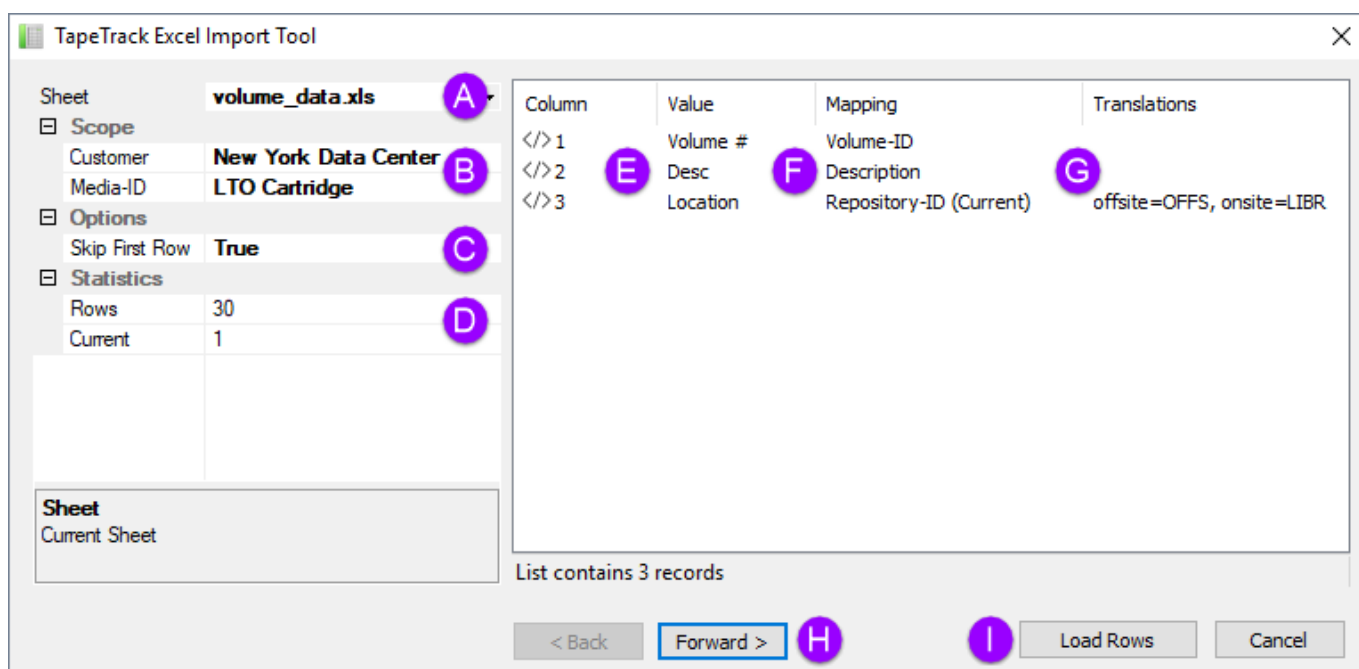 TapeTrack Excel Import Tool
Sheet volume_data.xls A
Scope
Customer New York Data Center
B
Media-ID LTO Cartridge
Options
Skip First Row True C
Statistics
Rows 30
D
Current 1
Sheet
Current Sheet
Column Value Mapping Translations
</> 1 Volume # Volume-ID
</> 2 E Desc F Description G
</> 3 Location Repository-ID (Current) offsite=OFFS, onsite=LIBR
List contains 3 records
< Back Forward > H I Load Rows Cancel